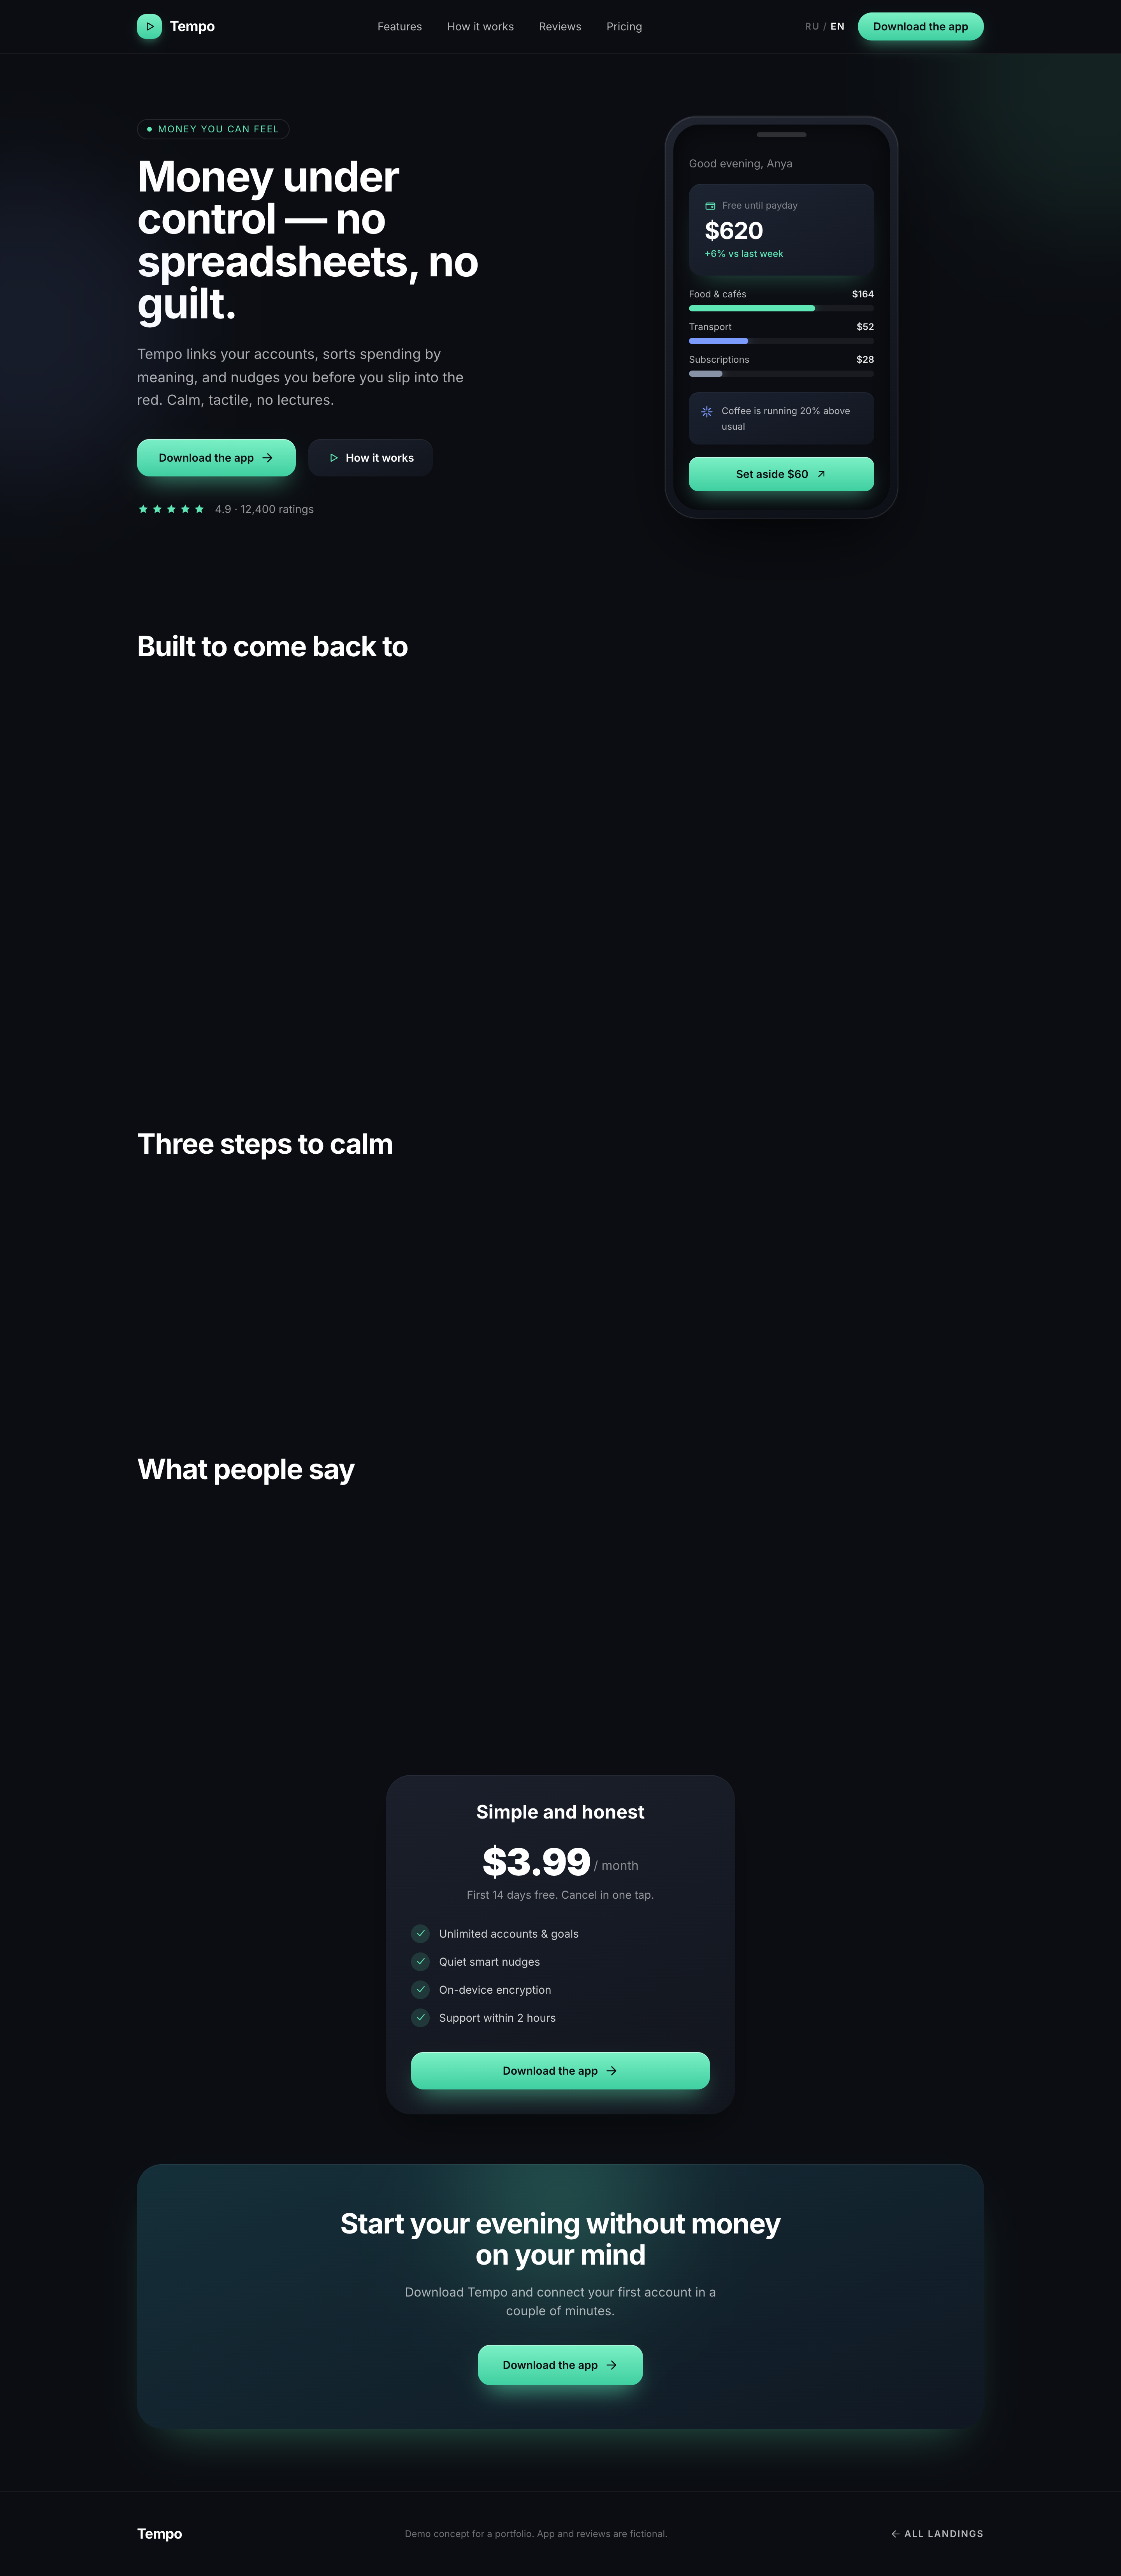 Tempo
Features
How it works
Reviews
Pricing
RU / EN
Download the app
MONEY YOU CAN FEEL
Money under
control — no
spreadsheets, no
guilt.
Tempo links your accounts, sorts spending by
meaning, and nudges you before you slip into the
red. Calm, tactile, no lectures.
Download the app
How it works
4.9 · 12,400 ratings
Good evening, Anya
Free until payday
$620
+6% vs last week
Food & cafés $164
Transport $52
Subscriptions $28
Coffee is running 20% above
usual
Set aside $60
Built to come back to
Three steps to calm
What people say
Simple and honest
$3.99 / month
First 14 days free. Cancel in one tap.
Unlimited accounts & goals
Quiet smart nudges
On-device encryption
Support within 2 hours
Download the app
Start your evening without money
on your mind
Download Tempo and connect your first account in a
couple of minutes.
Download the app
Tempo
Demo concept for a portfolio. App and reviews are fictional.
ALL LANDINGS